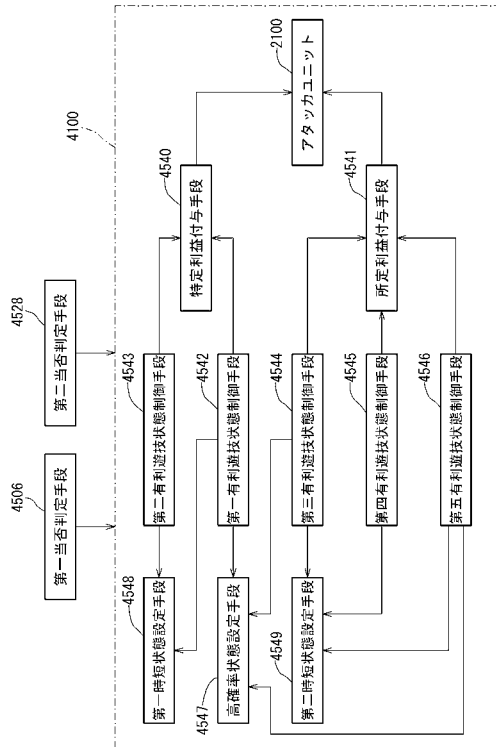 4506
第一当否判定手段
4528
第二当否判定手段
4100
4548
第一時短状態設定手段
4547
高確率状態設定手段
4549
第二時短状態設定手段
4543
第二有利遊技状態制御手段
4542
第一有利遊技状態制御手段
4544
第三有利遊技状態制御手段
4545
第四有利遊技状態制御手段
4546
第五有利遊技状態制御手段
4540
特定利益付与手段
4541
所定利益付与手段
2100
アタッカユニット